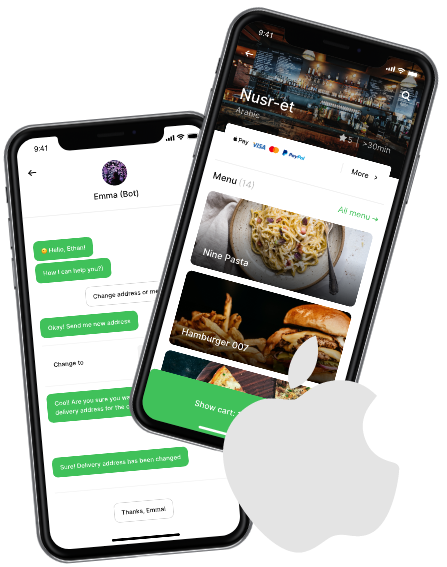 9:41
Emma (Bot)
😊 Hello, Ethan!
How I can help you?)
Change address or me
Okay! Send me new address
Change to
Cool! Are you sure you wa
delivery address for the c
Sure! Delivery address has been changed
Thanks, Emma!
9:41
Nusr-et
Arabic
5 | >30min
Pay VISA PayPal
More >
Menu (14)
All menu →
Nine Pasta
Hamburger 007
Show cart: